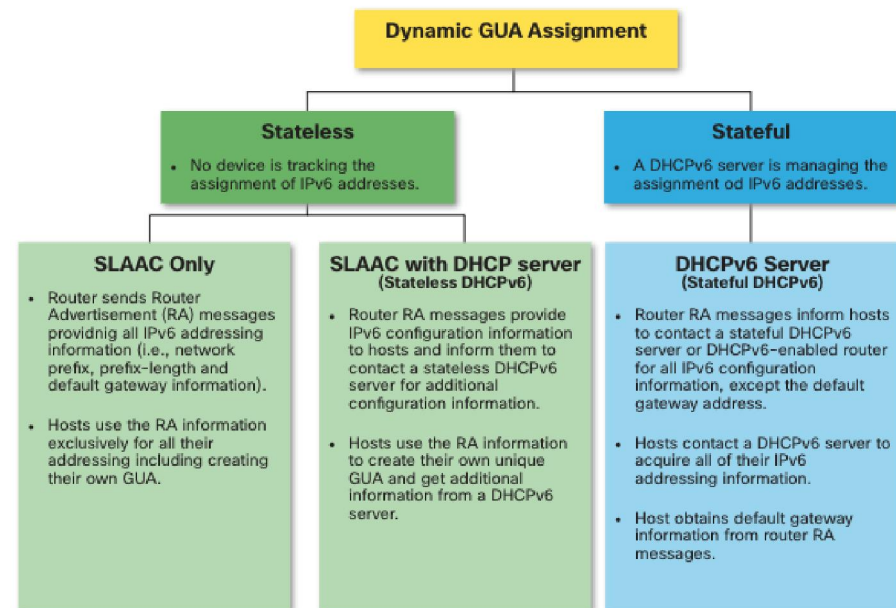 Dynamic GUA Assignment
Stateless
• No device is tracking the
assignment of IPv6 addresses.
Stateful
• A DHCPv6 server is managing the
assignment od IPv6 addresses.
SLAAC Only
• Router sends Router
Advertisement (RA) messages
providnig all IPv6 addressing
information (i.e., network
prefix, prefix-length and
default gateway information).
• Hosts use the RA information
exclusively for all their
addressing including creating
their own GUA.
SLAAC with DHCP server
(Stateless DHCPv6)
• Router RA messages provide
IPv6 configuration information
to hosts and inform them to
contact a stateless DHCPv6
server for additional
configuration information.
• Hosts use the RA information
to create their own unique
GUA and get additional
information from a DHCPv6
server.
DHCPv6 Server
(Stateful DHCPv6)
• Router RA messages inform hosts
to contact a stateful DHCPv6
server or DHCPv6-enabled router
for all IPv6 configuration
information, except the default
gateway address.
• Hosts contact a DHCPv6 server to
acquire all of their IPv6
addressing information.
• Host obtains default gateway
information from router RA
messages.